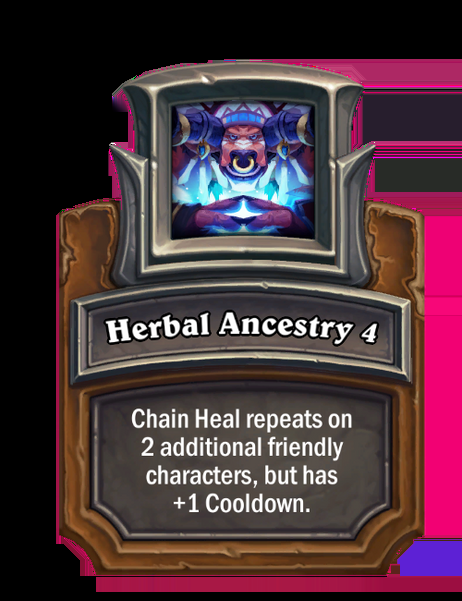 Herbal Ancestry 4
Chain Heal repeats on
2 additional friendly
characters, but has
+1 Cooldown.